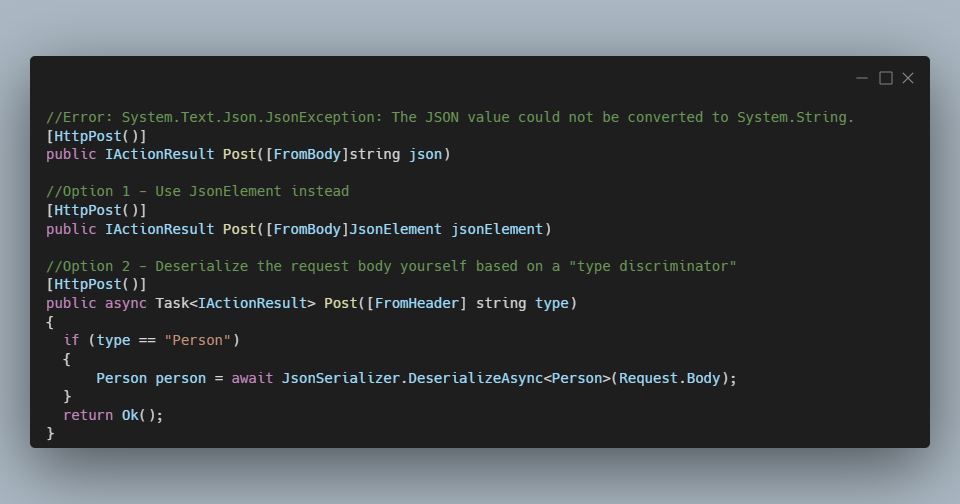 //Error: System.Text.Json.JsonException: The JSON value could not be converted to System.String.
[HttpPost()]
public IActionResult Post([FromBody]string json)

//Option 1 - Use JsonElement instead
[HttpPost()]
public IActionResult Post([FromBody]JsonElement jsonElement)

//Option 2 - Deserialize the request body yourself based on a "type discriminator"
[HttpPost()]
public async Task<IActionResult> Post([FromHeader] string type)
{
  if (type == "Person")
  {
      Person person = await JsonSerializer.DeserializeAsync<Person>(Request.Body);
  }
  return Ok();
}